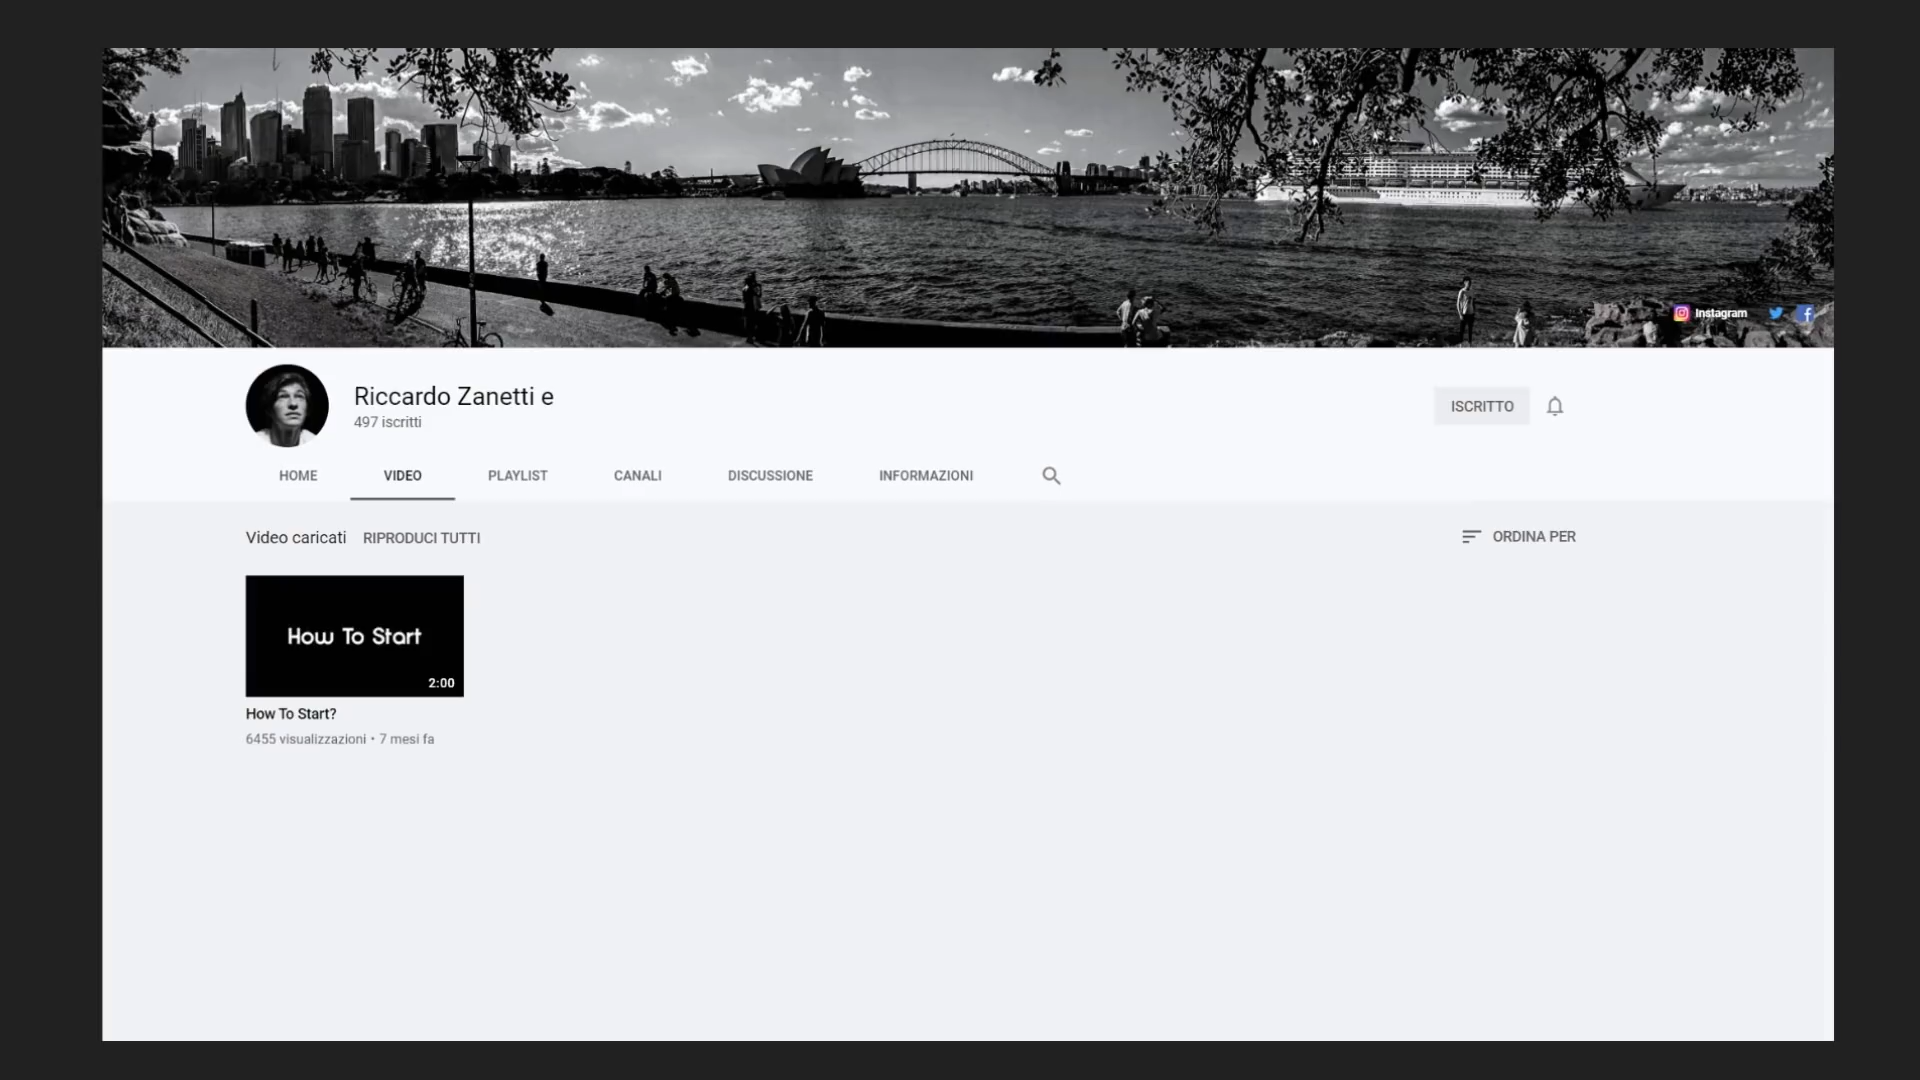 Instagram
Riccardo Zanetti e
497 iscritti
ISCRITTO
HOME VIDEO PLAYLIST CANALI DISCUSSIONE INFORMAZIONI
Video caricati RIPRODUCI TUTTI ORDINA PER
How To Start
2:00
How To Start?
6455 visualizzazioni • 7 mesi fa